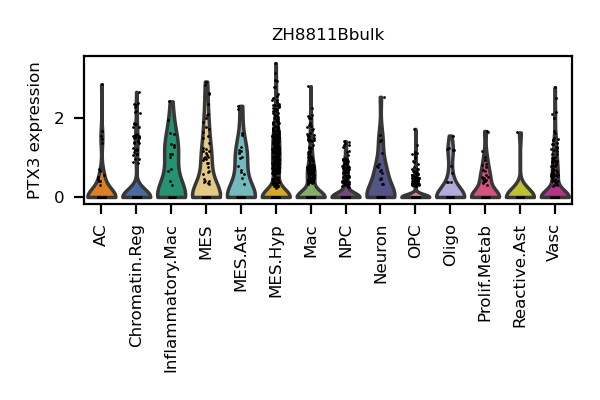 ZH8811Bbulk
PTX3 expression
2
0
AC
Chromatin.Reg
Inflammatory.Mac
MES
MES.Ast
MES.Hyp
Mac
NPC
Neuron
OPC
Oligo
Prolif.Metab
Reactive.Ast
Vasc